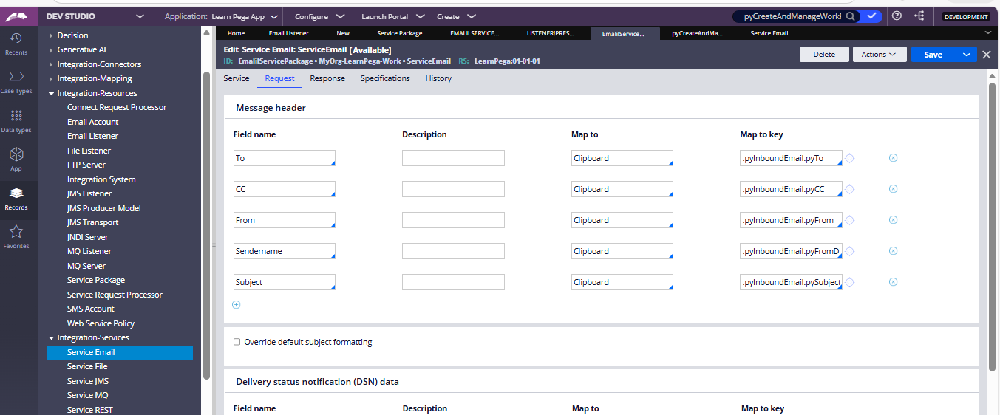 DEV STUDIO
Application: Learn Pega App
Configure
Launch Portal
Create
pyCreateAndManageWorkI
DEVELOPMENT
Recents
Case Types
Data types
App
Records
Favorites
Decision
Generative AI
Integration-Connectors
Integration-Mapping
Integration-Resources
Connect Request Processor
Email Account
Email Listener
File Listener
FTP Server
Integration System
JMS Listener
JMS Producer Model
JMS Transport
JNDI Server
MQ Listener
MQ Server
Service Package
Service Request Processor
SMS Account
Web Service Policy
Integration-Services
Service Email
Service File
Service JMS
Service MQ
Service REST
Home
Email Listener
New
Service Package
EMALILSERVICE...
LISTENER!PRES...
EmalilService...
pyCreateAndMa...
Service Email
Edit Service Email: ServiceEmail [Available]
ID: EmalilServicePackage • MyOrg-LearnPega-Work • ServiceEmail RS: LearnPega:01-01-01
Delete
Actions
Save
Service
Request
Response
Specifications
History
Message header
Field name Description Map to Map to key
To Clipboard .pyInboundEmail.pyTo
CC Clipboard .pyInboundEmail.pyCC
From Clipboard .pyInboundEmail.pyFrom
Sendername Clipboard .pyInboundEmail.pyFromD
Subject Clipboard .pyInboundEmail.pySubject
Override default subject formatting
Delivery status notification (DSN) data
Field name Description Map to Map to key